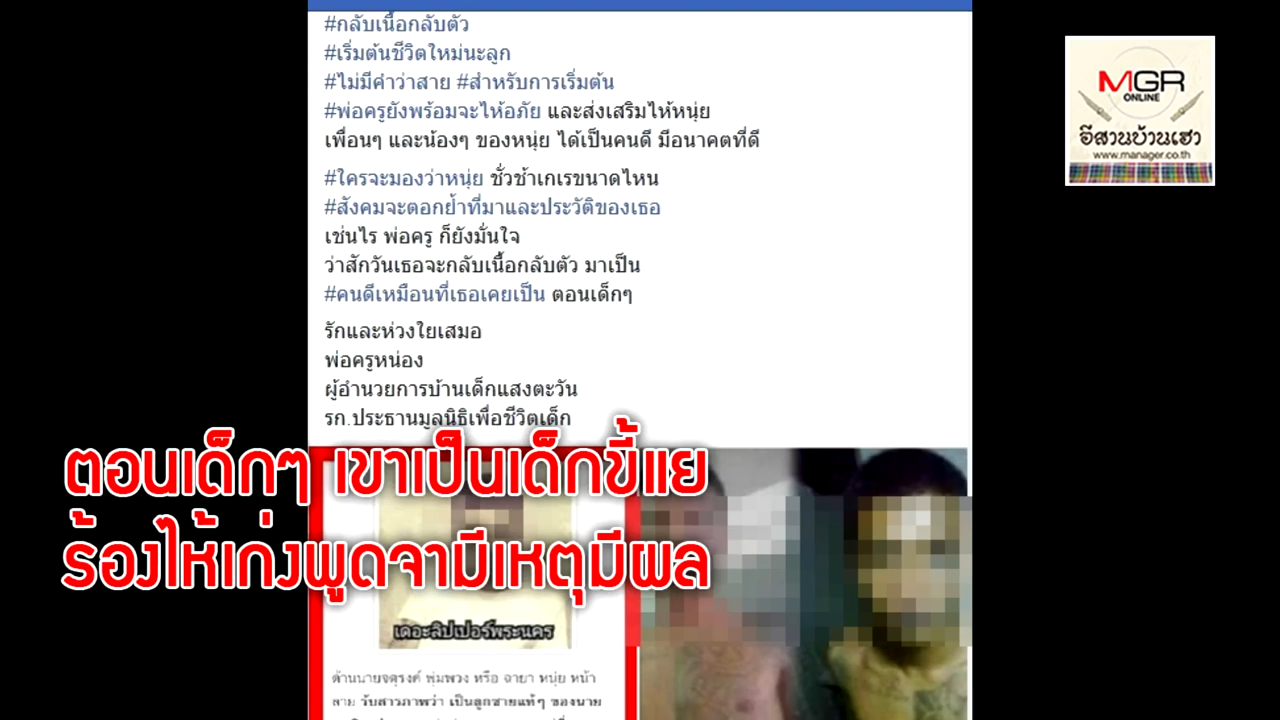 #กลับเนื้อกลับตัว
#เริ่มต้นชีวิตใหม่นะลูก
#ไม่มีคำว่าสาย #สำหรับการเริ่มต้น
#พ่อครูยังพร้อมจะไห้อภัย และส่งเสริมไห้หนุ่ย
เพื่อนๆ และน้องๆ ของหนุ่ย ได้เป็นคนดี มีอนาคตที่ดี
#ใครจะมองว่าหนุ่ย ชั่วช้าเกเรขนาดไหน
#สังคมจะตอกย้ำที่มาและประวัติของเธอ
เช่นไร พ่อครู ก็ยังมั่นใจ
ว่าสักวันเธอจะกลับเนื้อกลับตัว มาเป็น
#คนดีเหมือนที่เธอเคยเป็น ตอนเด็กๆ
รักและห่วงใยเสมอ
พ่อครูหน่อง
ผู้อำนวยการบ้านเด็กแสงตะวัน
รก.ประธานมูลนิธิเพื่อชีวิตเด็ก
MGR
ONLINE
อีสานบ้านเฮา
www.manager.co.th
ตอนเด็กๆ เขาเป็นเด็กขี้แย
ร้องไห้เก่งพูดจามีเหตุมีผล
เดอะลิปเปอร์พระนคร
ด้านนายจตุรงค์ พุ่มพวง หรือ จายา หนุ่ย หน้า
ลาย รับสารภาพว่า เป็นลูกชายแท้ๆ ของนาย